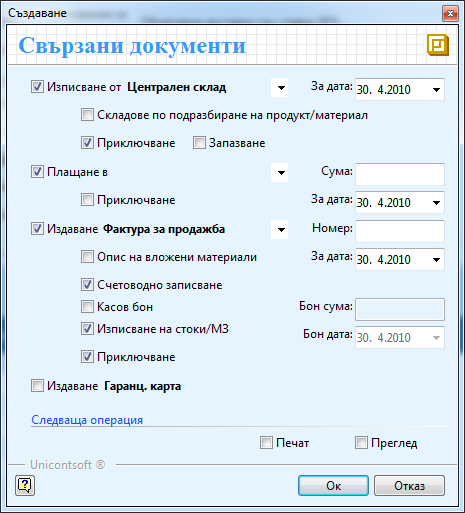 Създаване
Свързани документи
Изписване от Централен склад За дата: 30. 4.2010
Складове по подразбиране на продукт/материал
Приключване Запазване
Плащане в Сума:
Приключване За дата: 30. 4.2010
Издаване Фактура за продажба Номер:
Опис на вложени материали За дата: 30. 4.2010
Счетоводно записване
Касов бон Бон сума:
Изписване на стоки/МЗ Бон дата: 30. 4.2010
Приключване
Издаване Гаранц. карта
Следваща операция
Печат Преглед
Unicontsoft ®
Ок Отказ